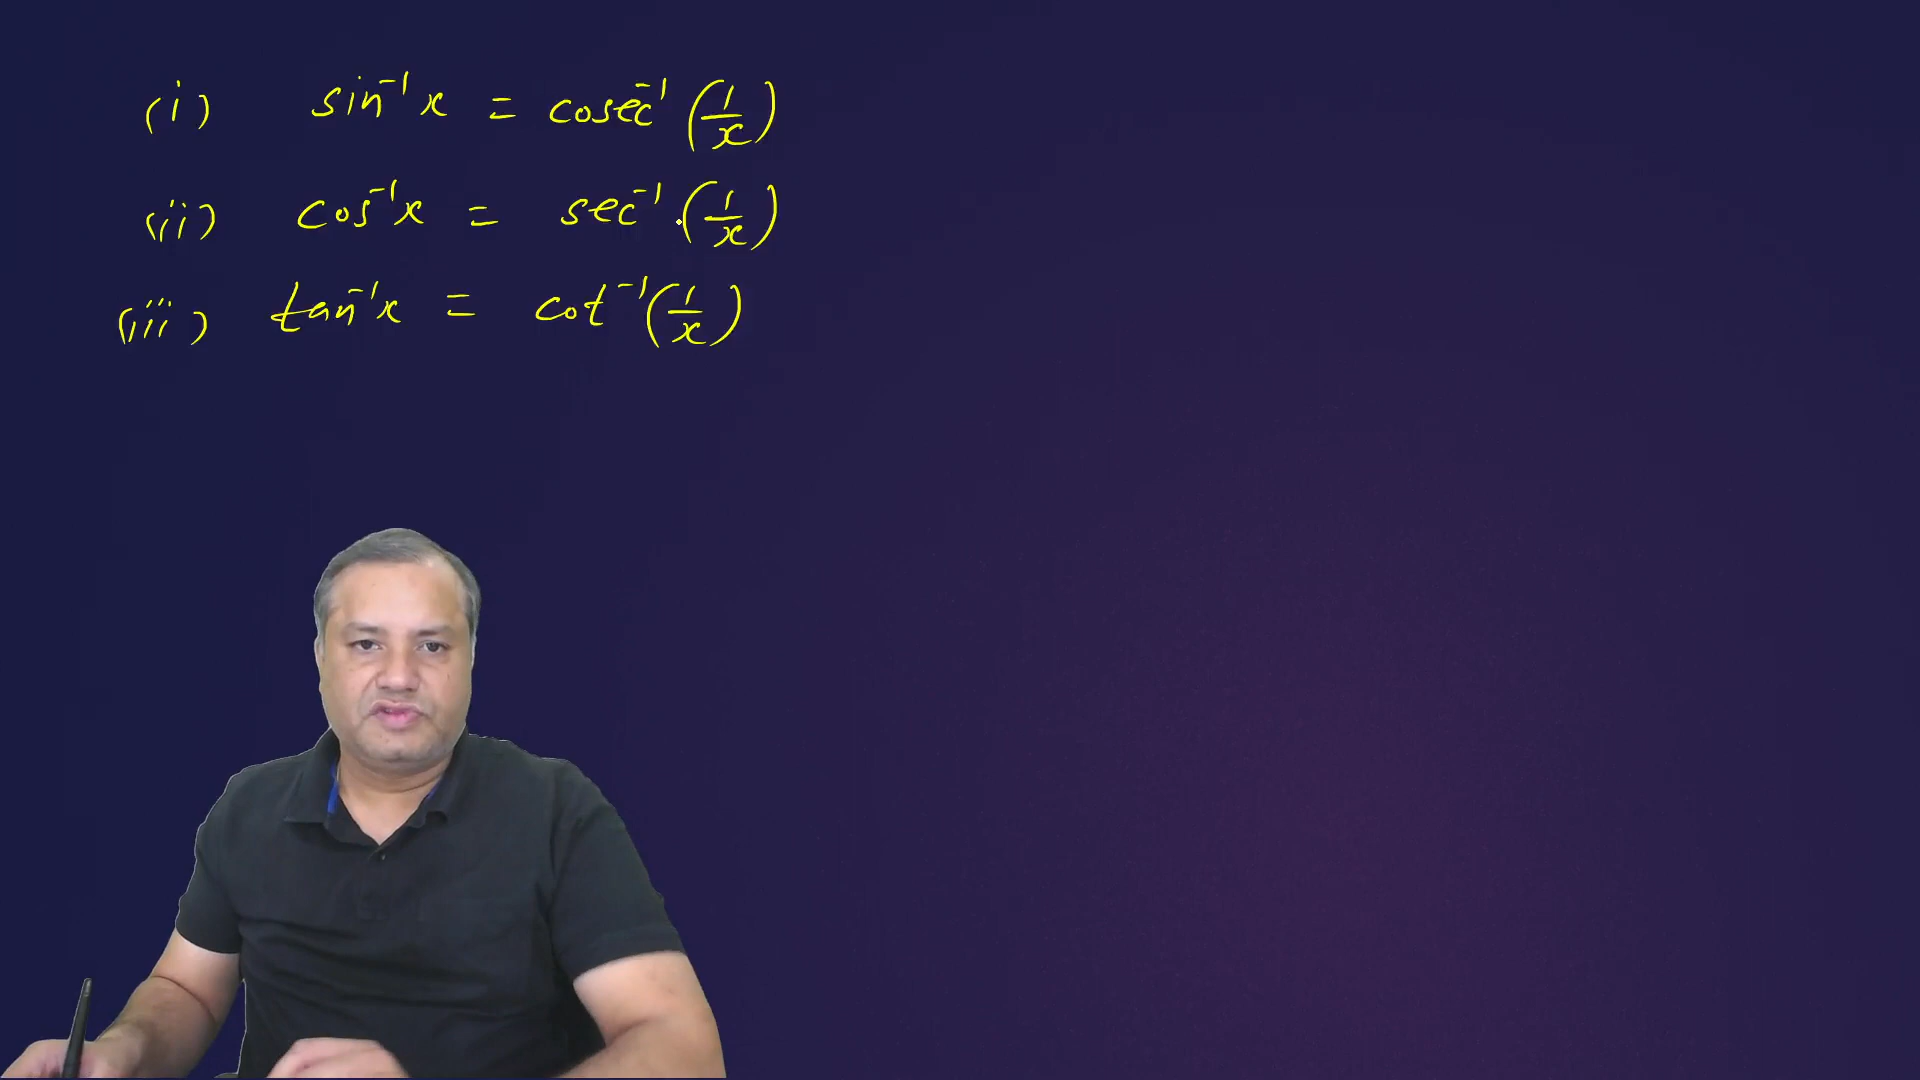 (i) sin⁻¹x = cosec⁻¹(1/x)
(ii) cos⁻¹x = sec⁻¹(1/x)
(iii) tan⁻¹x = cot⁻¹(1/x)